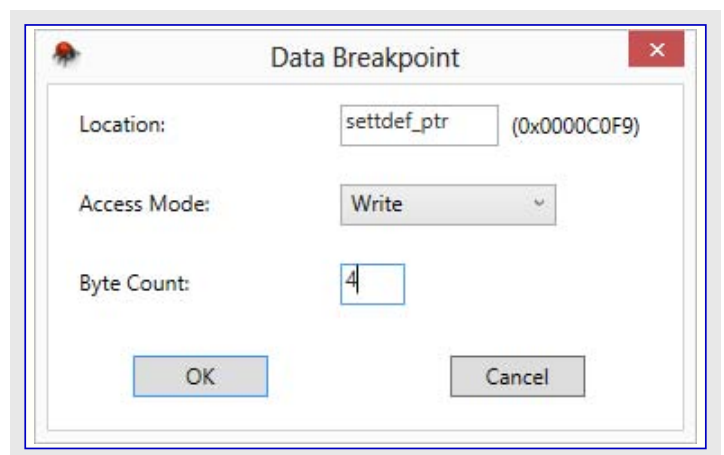 Data Breakpoint
Location: settdef_ptr (0x0000C0F9)
Access Mode: Write
Byte Count: 4
OK Cancel